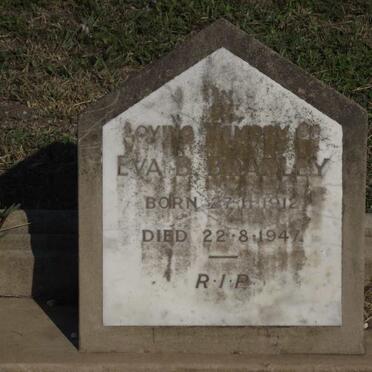 IN
LOVING MEMORY OF
EVA B.
BORN 27·11·1912
DIED 22·8·1947
R·I·P